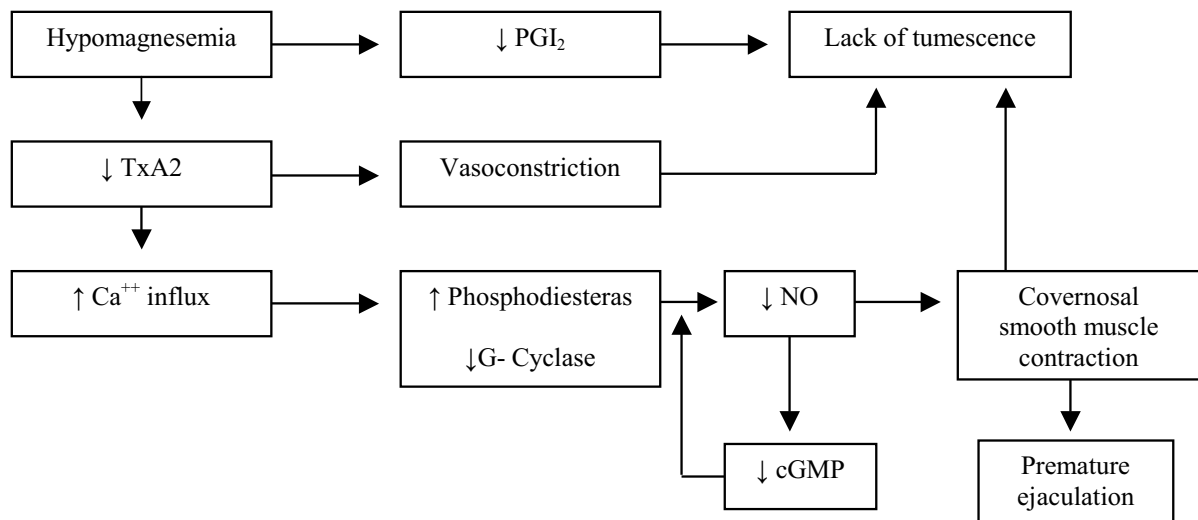 Hypomagnesemia
↓ PGI₂
Lack of tumescence
↓ TxA2
Vasoconstriction
↑ Ca⁺⁺ influx
↑ Phosphodiesteras
↓G- Cyclase
↓ NO
Covernosal
smooth muscle
contraction
↓ cGMP
Premature
ejaculation